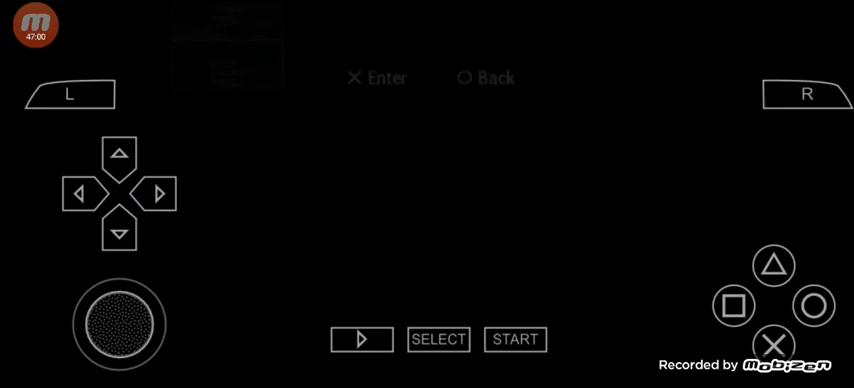 47:00
Enter
Back
L
R
SELECT
START
Recorded by mobizen